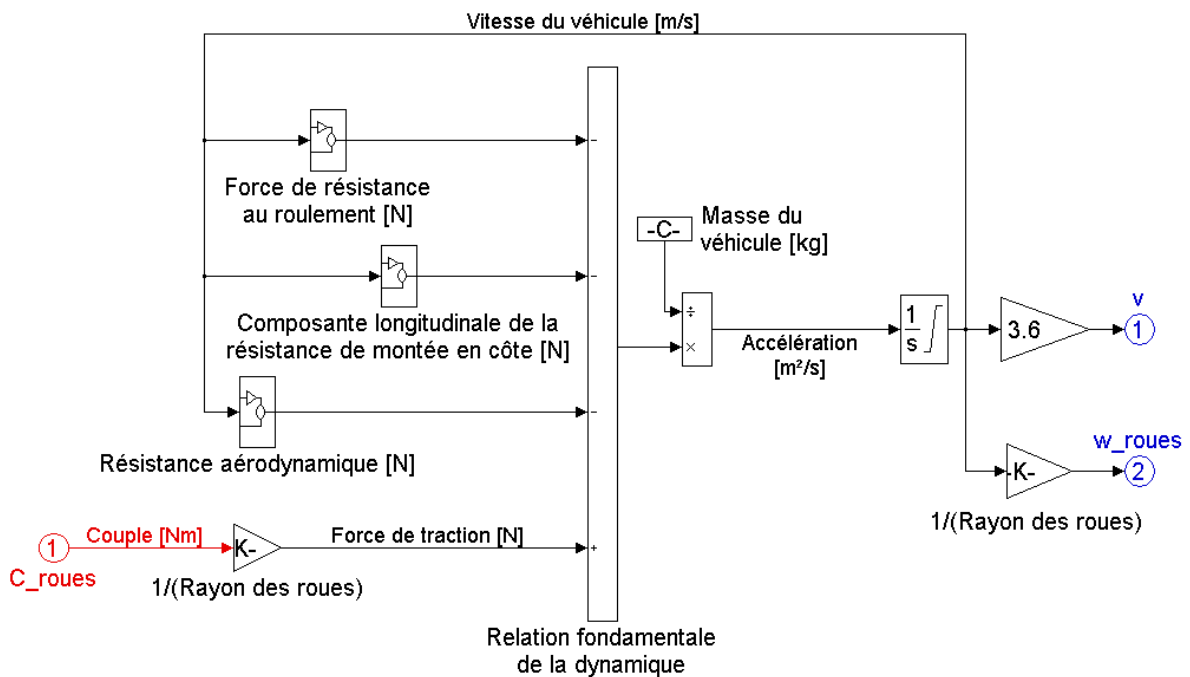 Vitesse du véhicule [m/s]
-
Force de résistance
au roulement [N]
-C-
Masse du
véhicule [kg]
-
Composante longitudinale de la
résistance de montée en côte [N]
÷
×
Accélération
[m²/s]
1
s
3.6
v
1
-
Résistance aérodynamique [N]
w_roues
-K-
2
1/(Rayon des roues)
1
Couple [Nm]
K-
Force de traction [N]
+
C_roues
1/(Rayon des roues)
Relation fondamentale
de la dynamique